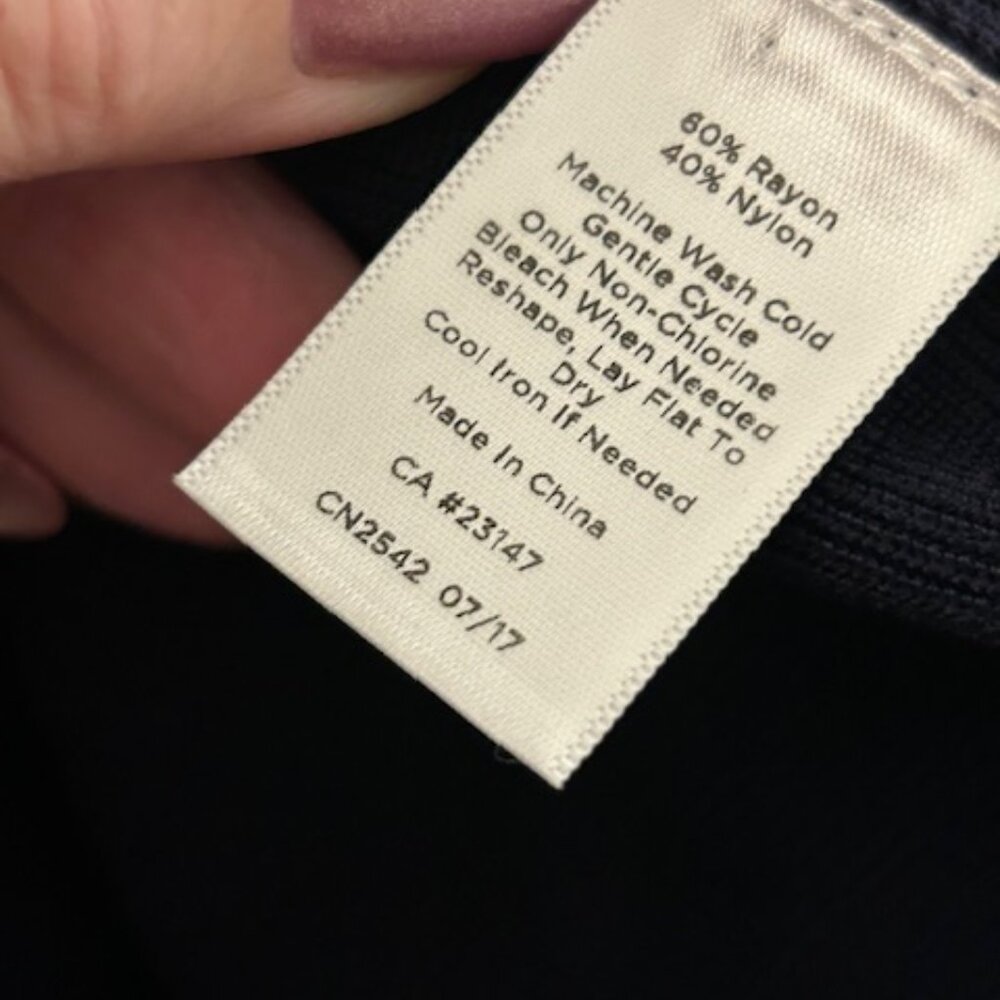 60% Rayon
40% Nylon
Machine Wash Cold
Gentle Cycle
Only Non-Chlorine
Bleach When Needed
Reshape, Lay Flat To
Dry
Cool Iron If Needed
Made In China
CA #23147
CN2542 07/17